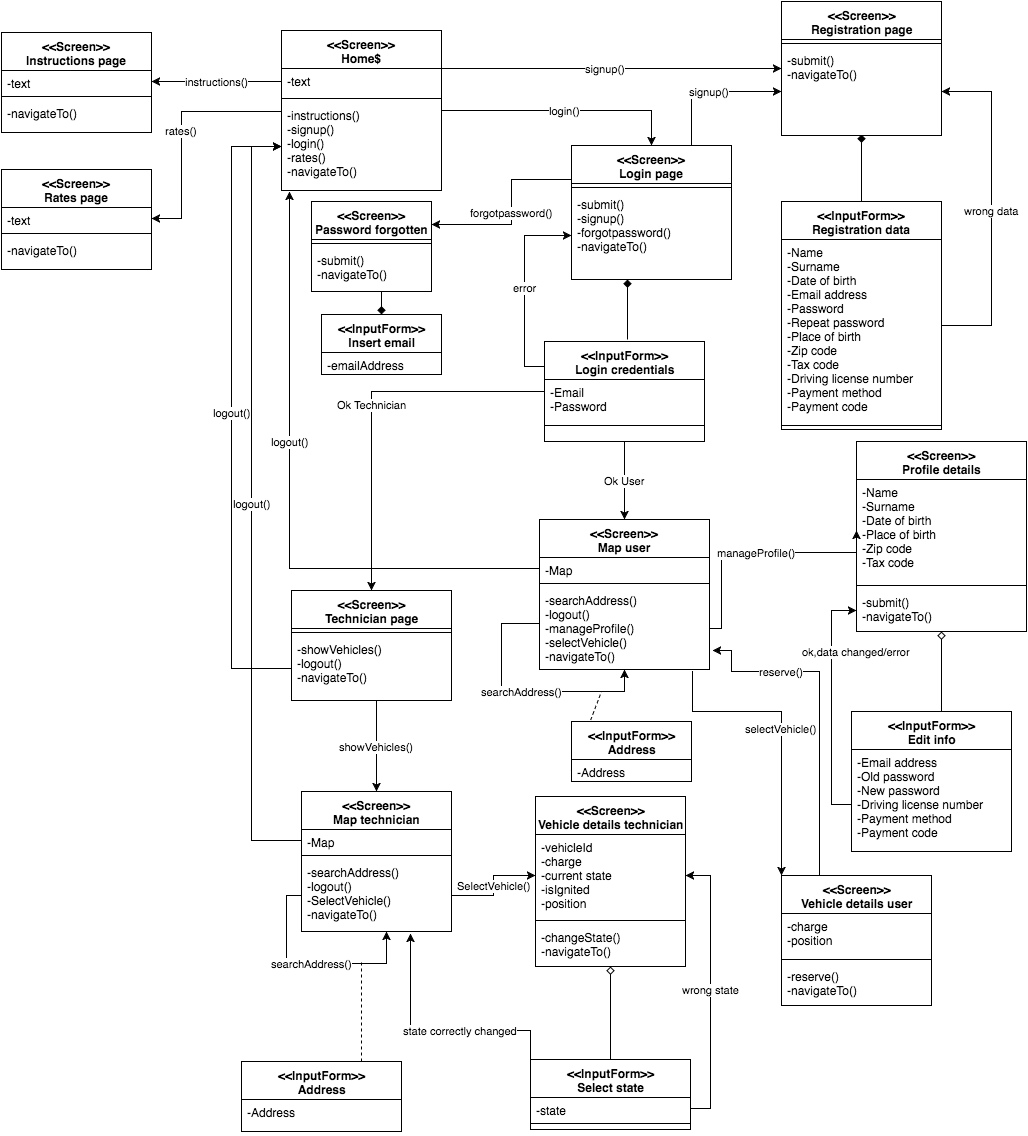 <<Screen>>
Instructions page
-text
-navigateTo()
<<Screen>>
Home$
-text
-instructions()
-signup()
-login()
-rates()
-navigateTo()
<<Screen>>
Registration page
-submit()
-navigateTo()
instructions()
signup()
signup()
login()
rates()
<<Screen>>
Rates page
-text
-navigateTo()
<<Screen>>
Login page
-submit()
-signup()
-forgotpassword()
-navigateTo()
<<Screen>>
Password forgotten
-submit()
-navigateTo()
forgotpassword()
error
wrong data
<<InputForm>>
Registration data
-Name
-Surname
-Date of birth
-Email address
-Password
-Repeat password
-Place of birth
-Zip code
-Tax code
-Driving license number
-Payment method
-Payment code
<<InputForm>>
Insert email
-emailAddress
<<InputForm>>
Login credentials
-Email
-Password
Ok Technician
logout()
logout()
logout()
Ok User
<<Screen>>
Profile details
-Name
-Surname
-Date of birth
-Place of birth
-Zip code
-Tax code
-submit()
-navigateTo()
<<Screen>>
Map user
-Map
-searchAddress()
-logout()
-manageProfile()
-selectVehicle()
-navigateTo()
manageProfile()
<<Screen>>
Technician page
-showVehicles()
-logout()
-navigateTo()
searchAddress()
reserve()
ok,data changed/error
selectVehicle()
showVehicles()
<<InputForm>>
Address
-Address
<<InputForm>>
Edit info
-Email address
-Old password
-New password
-Driving license number
-Payment method
-Payment code
<<Screen>>
Map technician
-Map
-searchAddress()
-logout()
-SelectVehicle()
-navigateTo()
SelectVehicle()
<<Screen>>
Vehicle details technician
-vehicleId
-charge
-current state
-isIgnited
-position
-changeState()
-navigateTo()
<<Screen>>
Vehicle details user
-charge
-position
-reserve()
-navigateTo()
searchAddress()
wrong state
state correctly changed
<<InputForm>>
Address
-Address
<<InputForm>>
Select state
-state